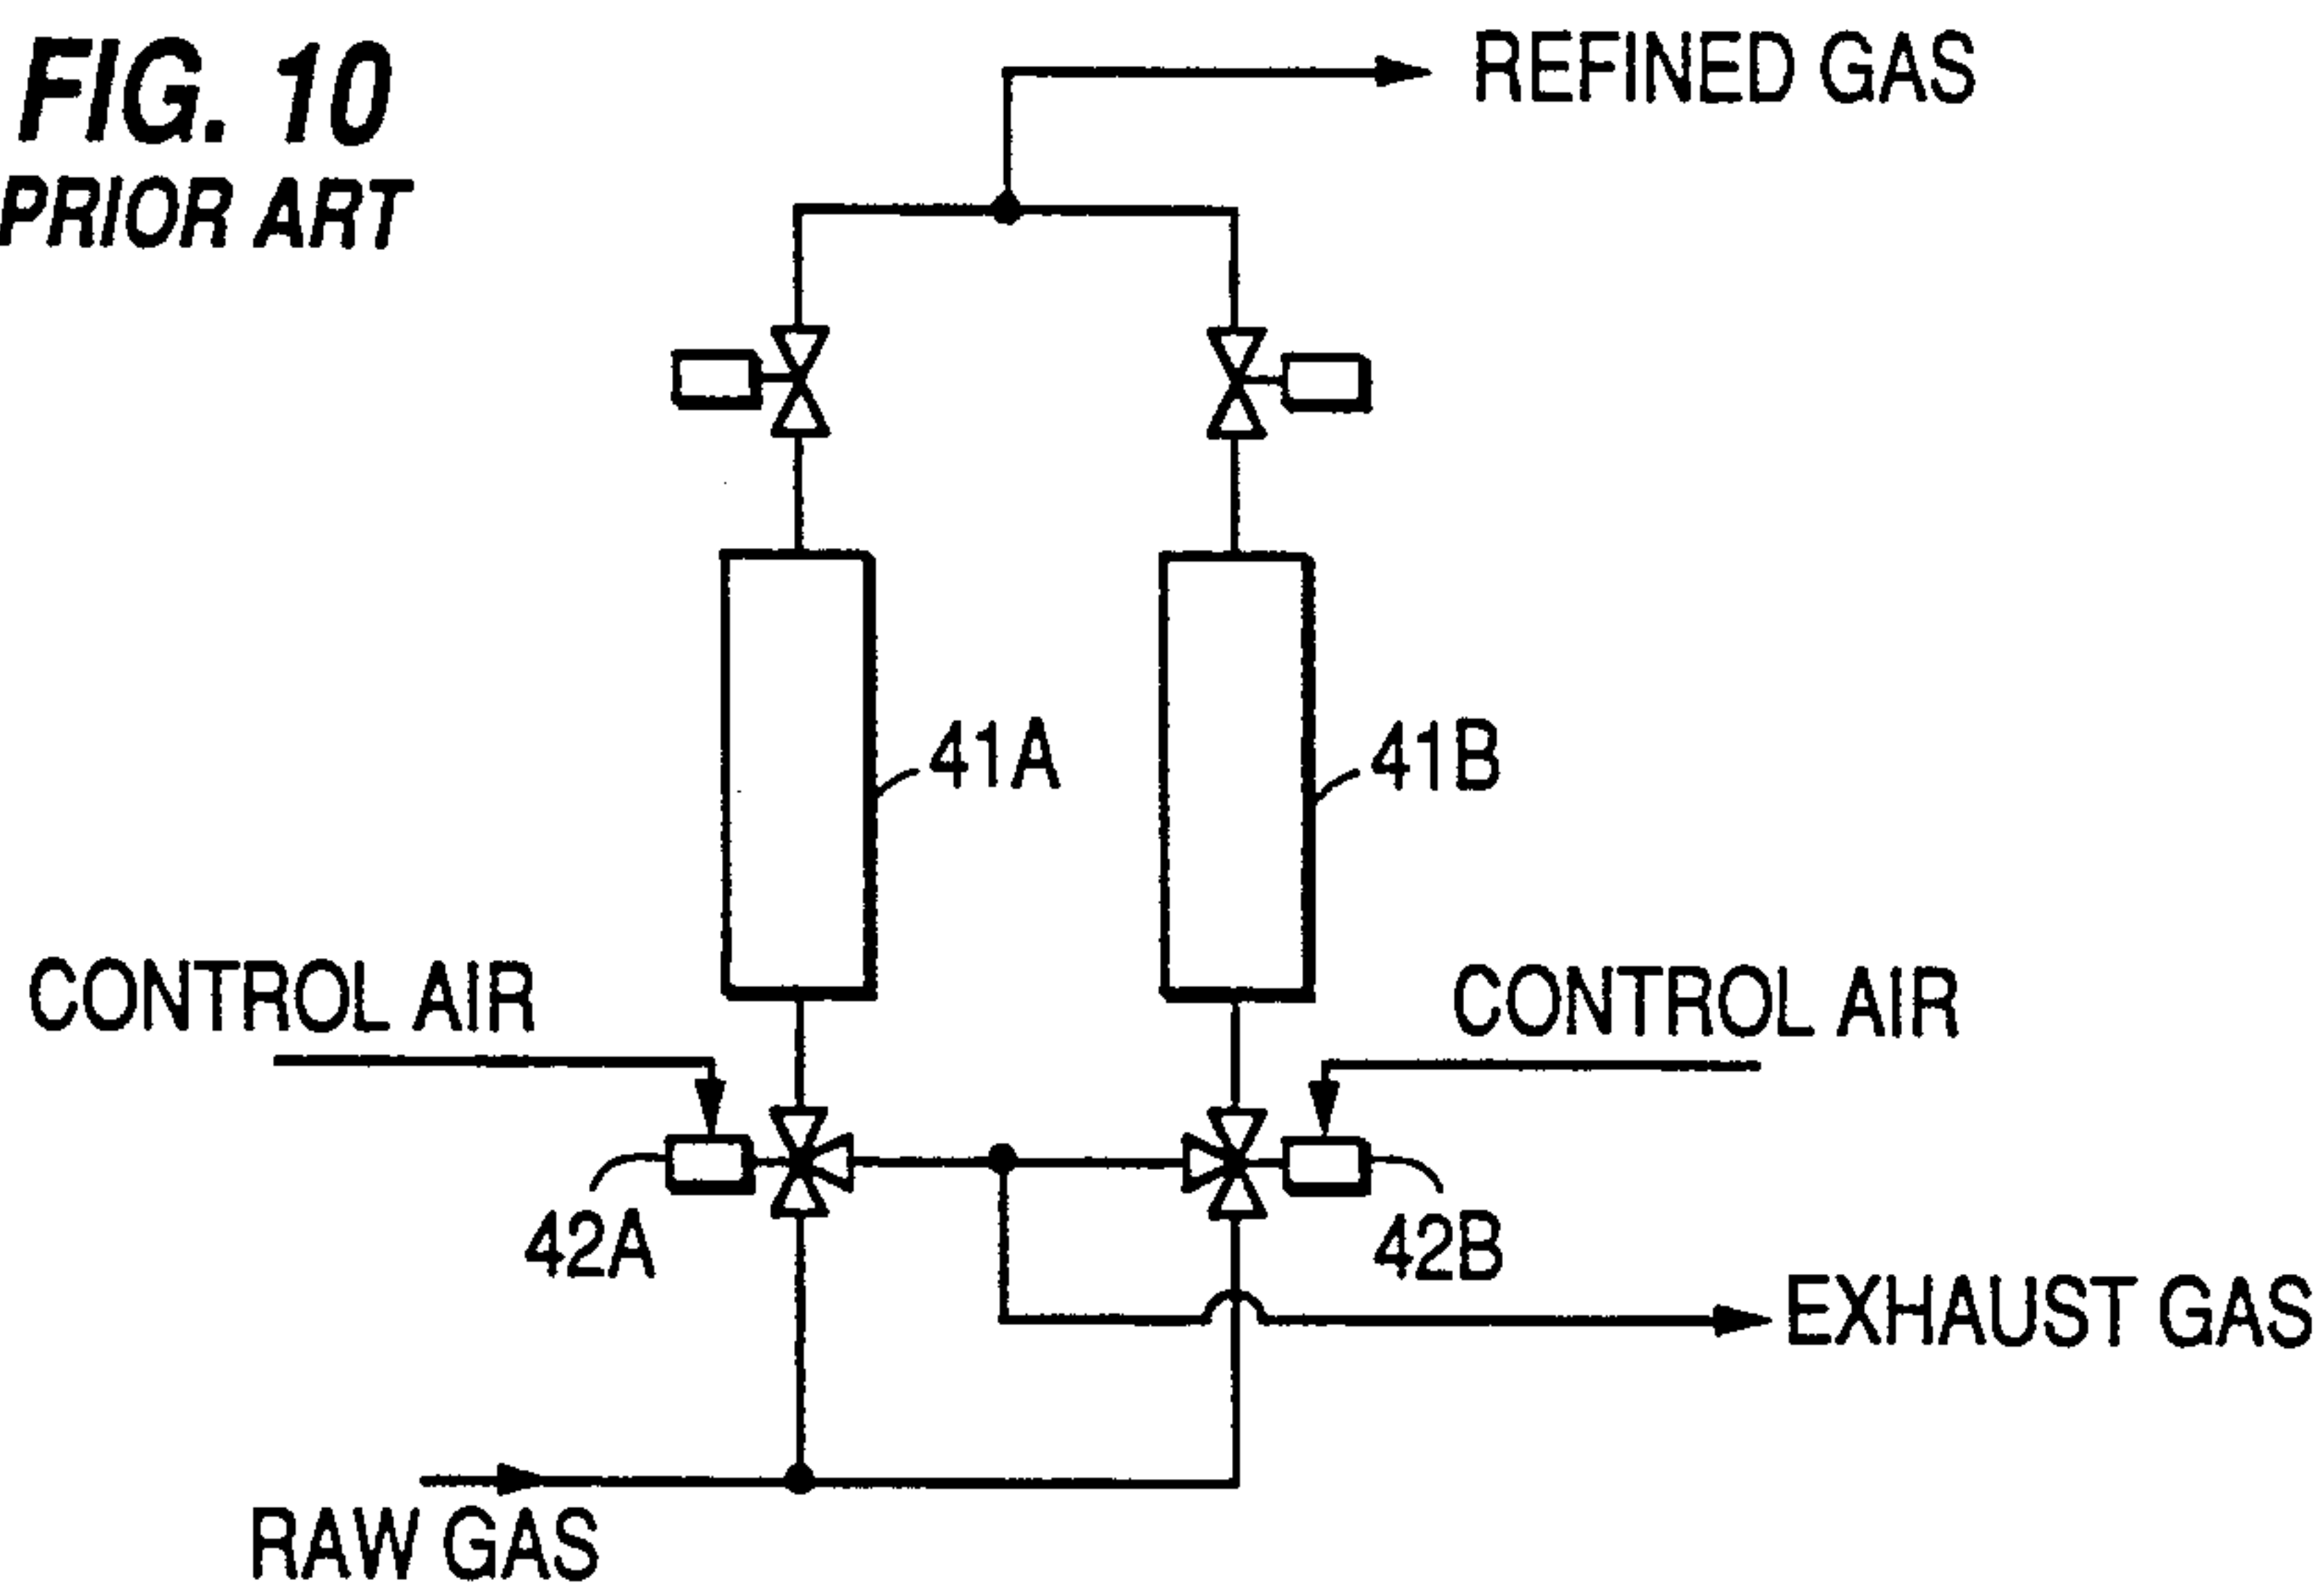 FIG. 10
PRIOR ART
REFINED GAS
41A
41B
CONTROL AIR
CONTROL AIR
42A
42B
EXHAUST GAS
RAW GAS